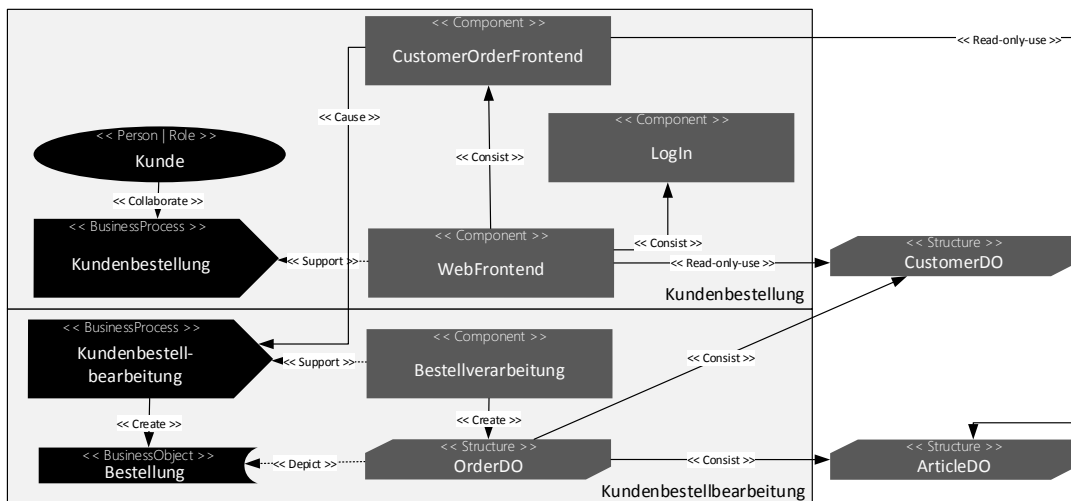 << Component >>
CustomerOrderFrontend
<< Read-only-use >>
<< Cause >>
<< Component >>
LogIn
<< Person | Role >>
Kunde
<< Consist >>
<< Collaborate >>
<< BusinessProcess >>
Kundenbestellung
<< Support >>
<< Component >>
WebFrontend
<< Consist >>
<< Read-only-use >>
<< Structure >>
CustomerDO
Kundenbestellung
<< BusinessProcess >>
Kundenbestell-
bearbeitung
<< Support >>
<< Component >>
Bestellverarbeitung
<< Consist >>
<< Create >>
<< Create >>
<< BusinessObject >>
Bestellung
<< Depict >>
<< Structure >>
OrderDO
<< Consist >>
<< Structure >>
ArticleDO
Kundenbestellbearbeitung